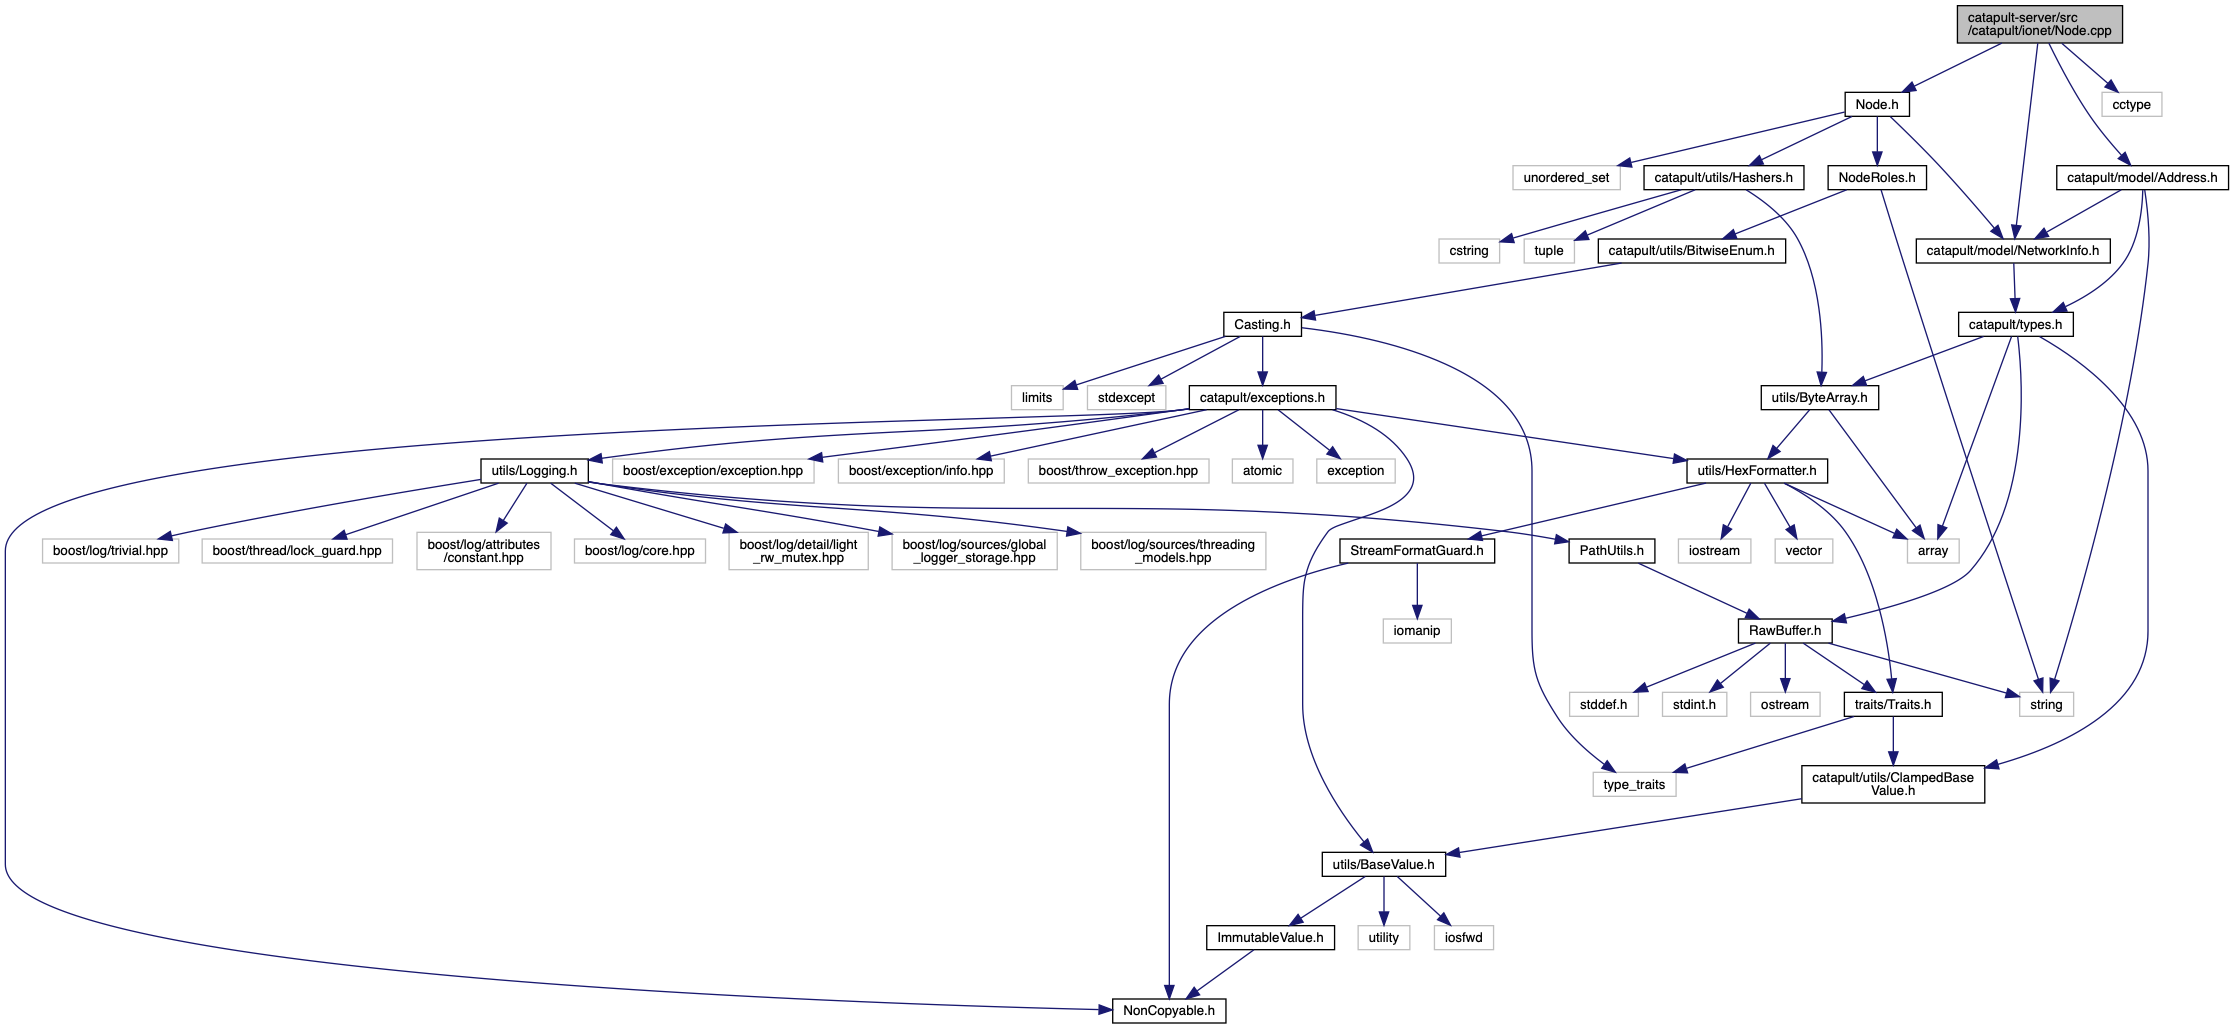 catapult-server/src
/catapult/ionet/Node.cpp
Node.h
cctype
unordered_set
catapult/utils/Hashers.h
NodeRoles.h
catapult/model/Address.h
cstring
tuple
catapult/utils/BitwiseEnum.h
catapult/model/NetworkInfo.h
Casting.h
catapult/types.h
limits
stdexcept
catapult/exceptions.h
utils/ByteArray.h
utils/Logging.h
boost/exception/exception.hpp
boost/exception/info.hpp
boost/throw_exception.hpp
atomic
exception
utils/HexFormatter.h
boost/log/trivial.hpp
boost/thread/lock_guard.hpp
boost/log/attributes
/constant.hpp
boost/log/core.hpp
boost/log/detail/light
_rw_mutex.hpp
boost/log/sources/global
_logger_storage.hpp
boost/log/sources/threading
_models.hpp
StreamFormatGuard.h
PathUtils.h
iostream
vector
array
iomanip
RawBuffer.h
stddef.h
stdint.h
ostream
traits/Traits.h
string
type_traits
catapult/utils/ClampedBase
Value.h
utils/BaseValue.h
ImmutableValue.h
utility
iosfwd
NonCopyable.h